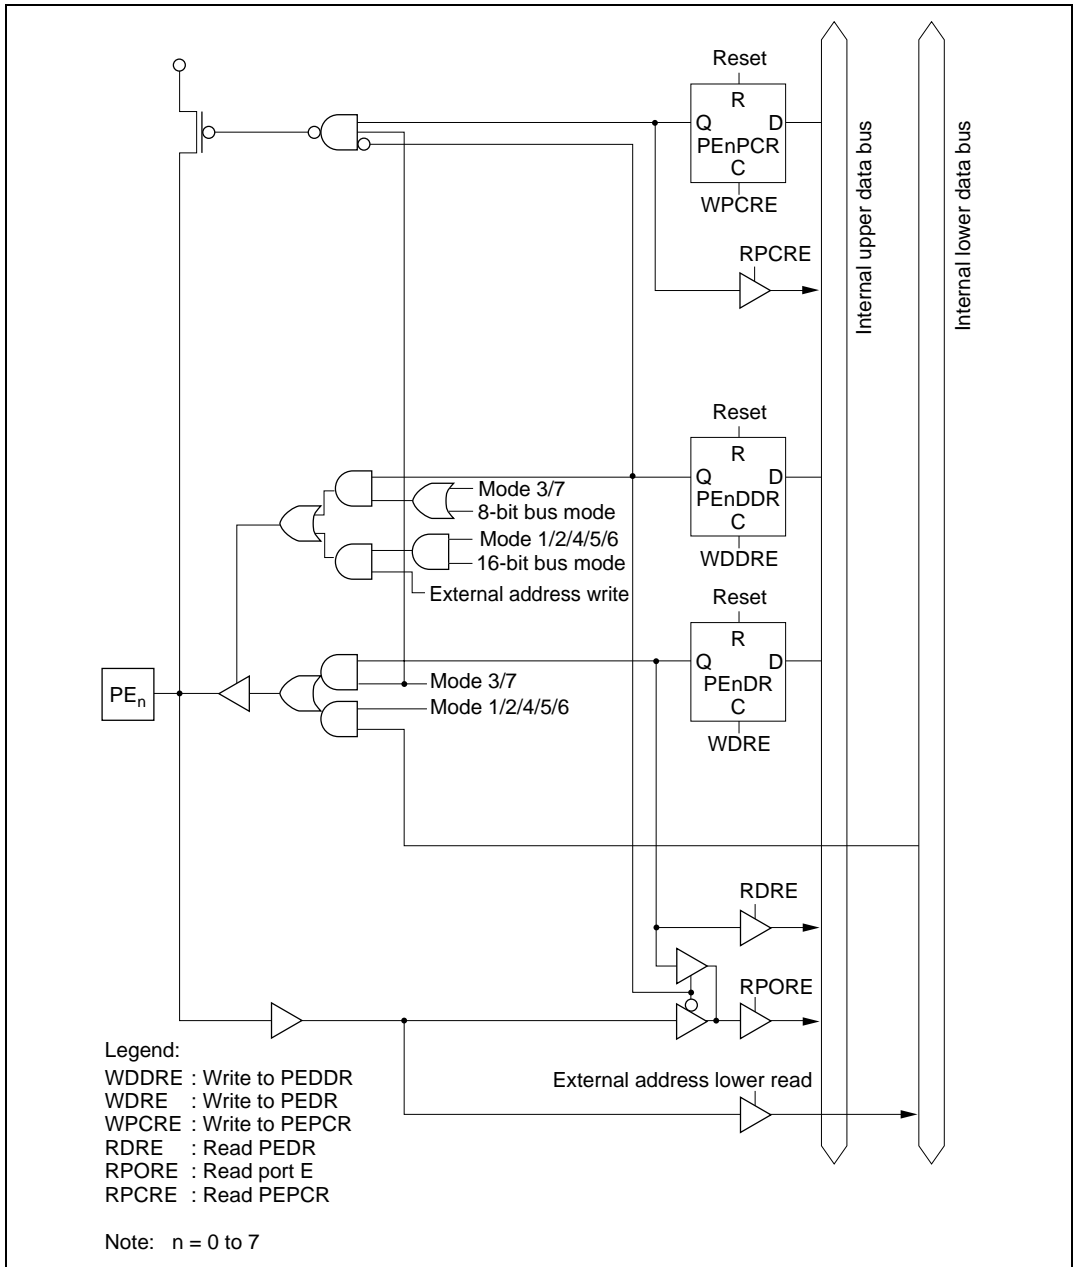 Reset
R
Q D
PEnPCR
C
WPCRE
RPCRE
Internal upper data bus
Internal lower data bus
Reset
R
Q D
PEnDDR
C
WDDRE
Mode 3/7
8-bit bus mode
Mode 1/2/4/5/6
16-bit bus mode
External address write
Reset
R
Q D
PEnDR
C
WDRE
PEn
Mode 3/7
Mode 1/2/4/5/6
RDRE
RPORE
External address lower read
Legend:
WDDRE : Write to PEDDR
WDRE : Write to PEDR
WPCRE : Write to PEPCR
RDRE : Read PEDR
RPORE : Read port E
RPCRE : Read PEPCR
Note: n = 0 to 7